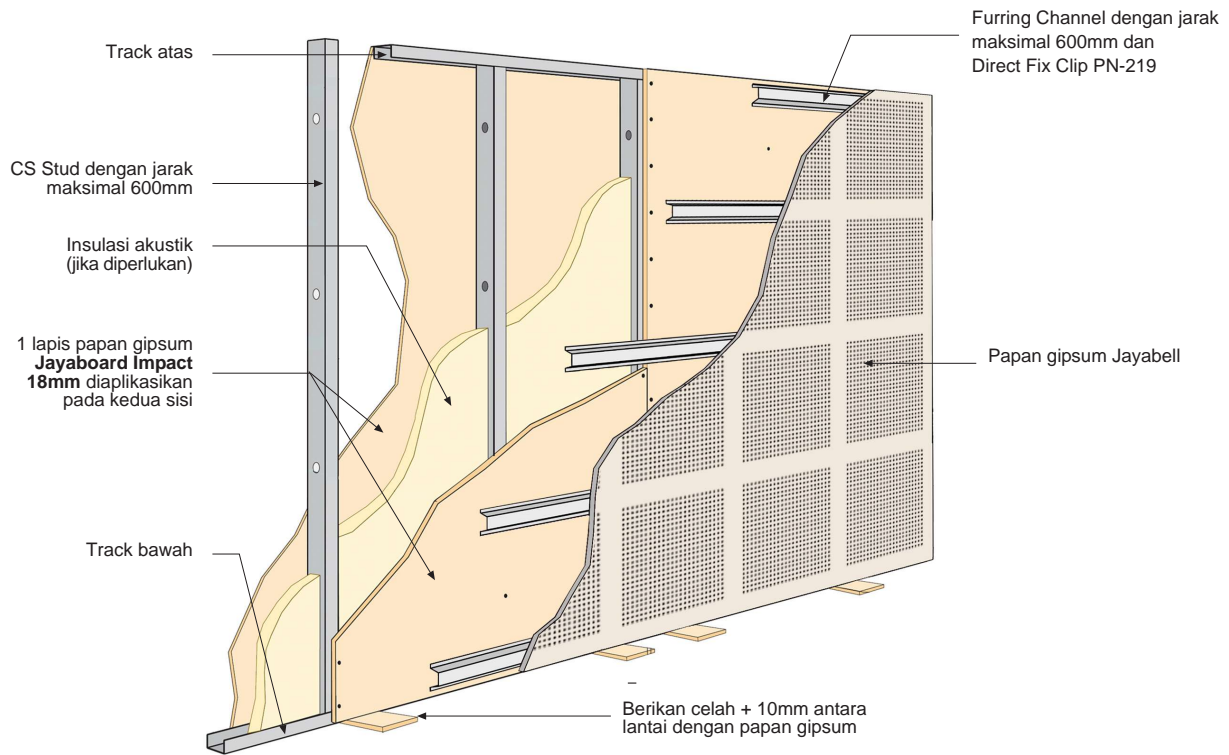 Track atas
CS Stud dengan jarak
maksimal 600mm
Insulasi akustik
(jika diperlukan)
1 lapis papan gipsum
Jayaboard Impact
18mm diaplikasikan
pada kedua sisi
Track bawah
Furring Channel dengan jarak
maksimal 600mm dan
Direct Fix Clip PN-219
Papan gipsum Jayabell
Berikan celah + 10mm antara
lantai dengan papan gipsum